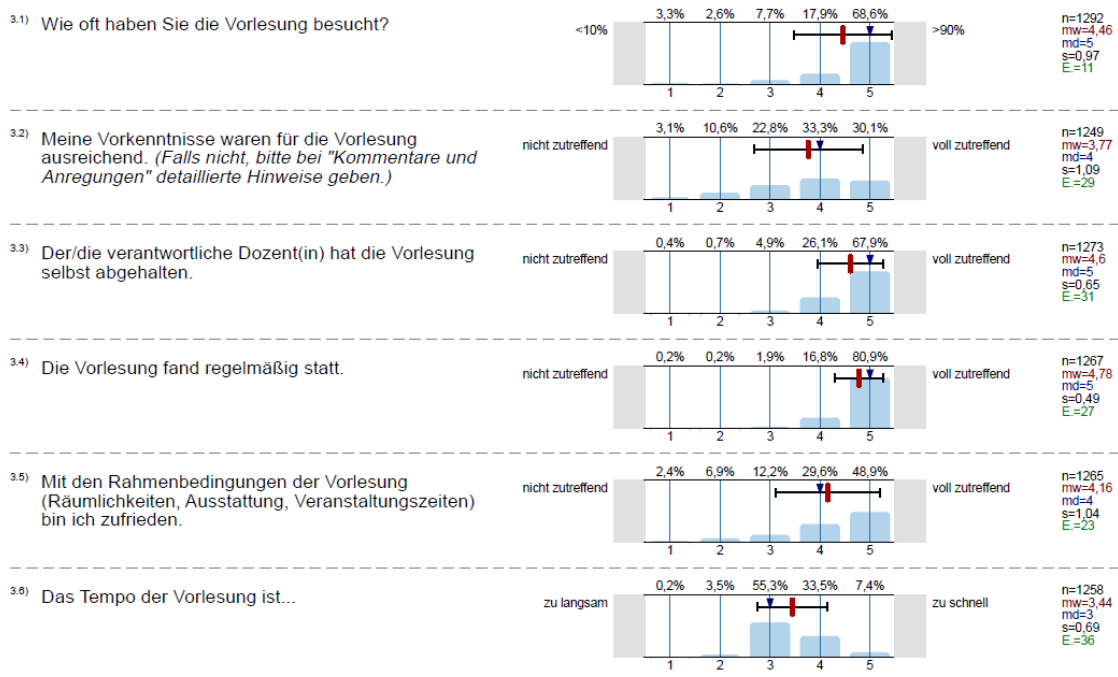 3.1) Wie oft haben Sie die Vorlesung besucht?
3,3% 2,6% 7,7% 17,9% 68,6%
<10% >90%
1 2 3 4 5
n=1292
mw=4,46
md=5
s=0,97
E.=11
3.2) Meine Vorkenntnisse waren für die Vorlesung
ausreichend. (Falls nicht, bitte bei "Kommentare und
Anregungen" detaillierte Hinweise geben.)
3,1% 10,6% 22,8% 33,3% 30,1%
nicht zutreffend voll zutreffend
1 2 3 4 5
n=1249
mw=3,77
md=4
s=1,09
E.=29
3.3) Der/die verantwortliche Dozent(in) hat die Vorlesung
selbst abgehalten.
0,4% 0,7% 4,9% 26,1% 67,9%
nicht zutreffend voll zutreffend
1 2 3 4 5
n=1273
mw=4,6
md=5
s=0,65
E.=31
3.4) Die Vorlesung fand regelmäßig statt.
0,2% 0,2% 1,9% 16,8% 80,9%
nicht zutreffend voll zutreffend
1 2 3 4 5
n=1267
mw=4,78
md=5
s=0,49
E.=27
3.5) Mit den Rahmenbedingungen der Vorlesung
(Räumlichkeiten, Ausstattung, Veranstaltungszeiten)
bin ich zufrieden.
2,4% 6,9% 12,2% 29,6% 48,9%
nicht zutreffend voll zutreffend
1 2 3 4 5
n=1265
mw=4,16
md=4
s=1,04
E.=23
3.6) Das Tempo der Vorlesung ist...
0,2% 3,5% 55,3% 33,5% 7,4%
zu langsam zu schnell
1 2 3 4 5
n=1258
mw=3,44
md=3
s=0,69
E.=36